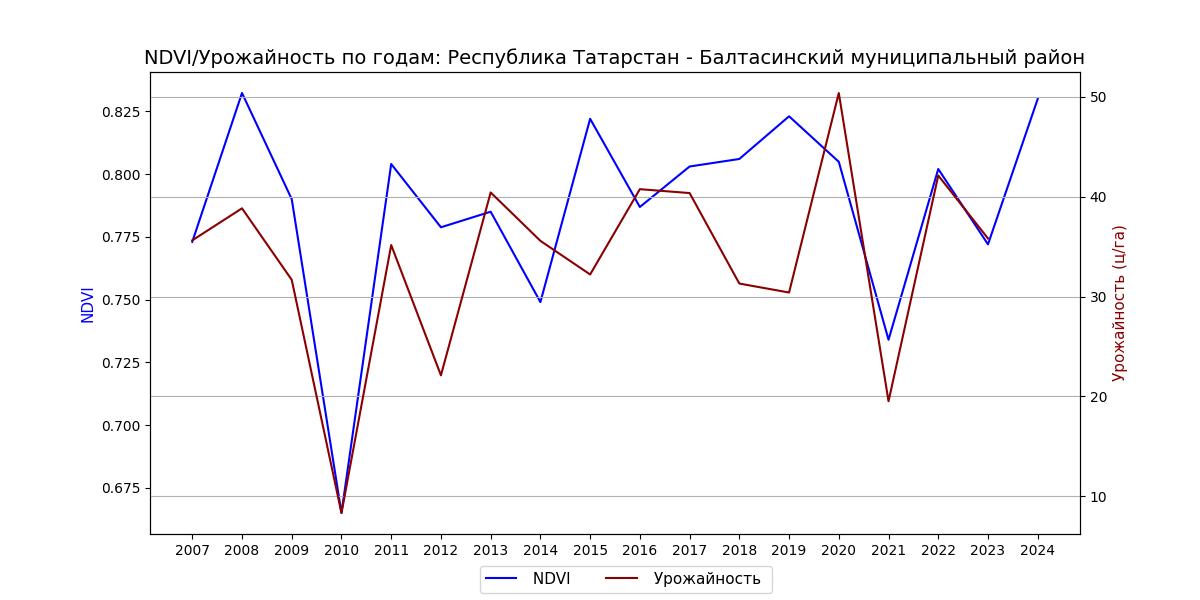 NDVI/Урожайность по годам: Республика Татарстан - Балтасинский муниципальный район
0.825
0.800
0.775
0.750
0.725
0.700
0.675
NDVI
50
40
30
20
10
Урожайность (ц/га)
2007 2008 2009 2010 2011 2012 2013 2014 2015 2016 2017 2018 2019 2020 2021 2022 2023 2024
NDVI Урожайность